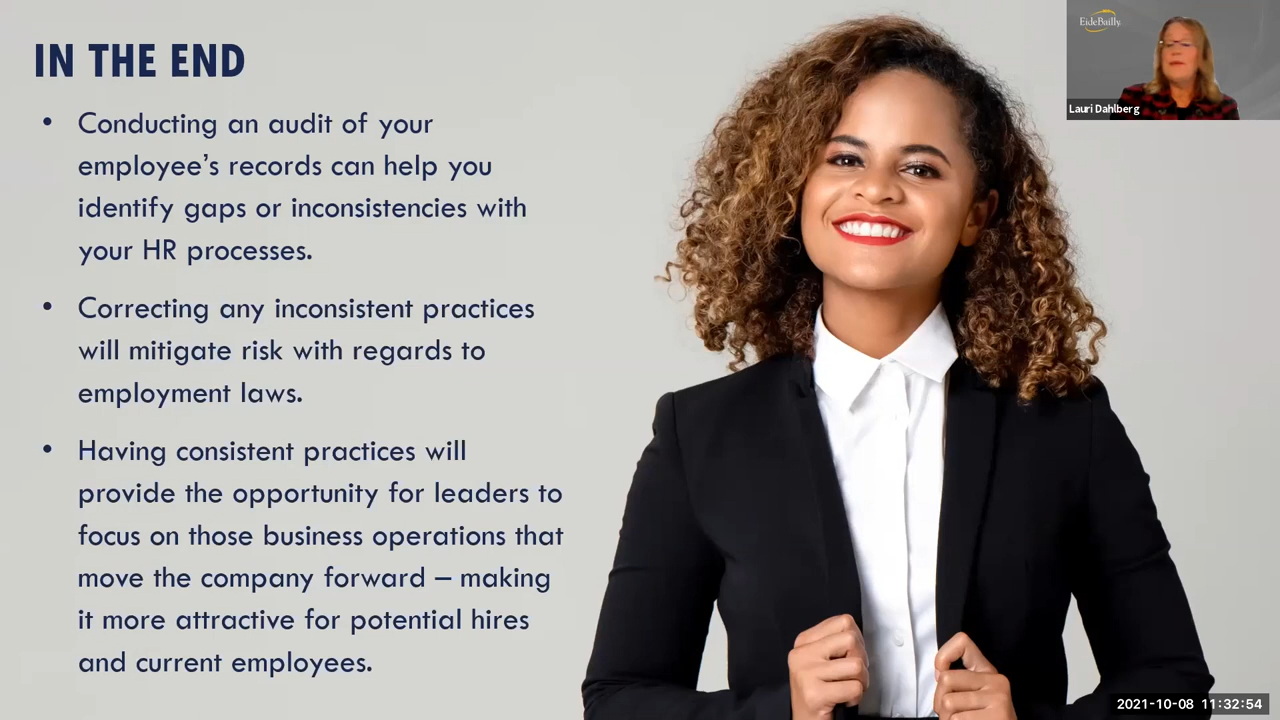 IN THE END
• Conducting an audit of your
employee’s records can help you
identify gaps or inconsistencies with
your HR processes.
• Correcting any inconsistent practices
will mitigate risk with regards to
employment laws.
• Having consistent practices will
provide the opportunity for leaders to
focus on those business operations that
move the company forward – making
it more attractive for potential hires
and current employees.
EideBailly
Lauri Dahlberg
2021-10-08 11:32:54